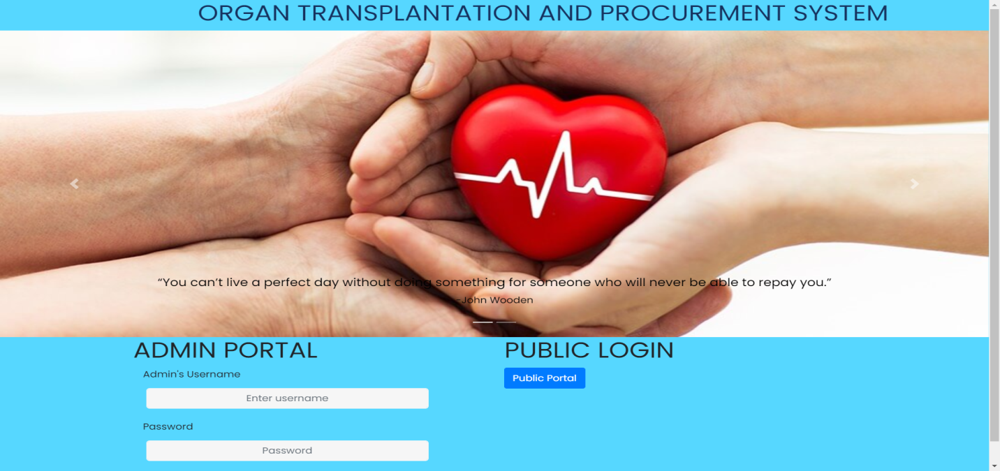 ORGAN TRANSPLANTATION AND PROCUREMENT SYSTEM
“You can’t live a perfect day without doing something for someone who will never be able to repay you.”
-John Wooden
ADMIN PORTAL
Admin's Username
Enter username
Password
Password
PUBLIC LOGIN
Public Portal